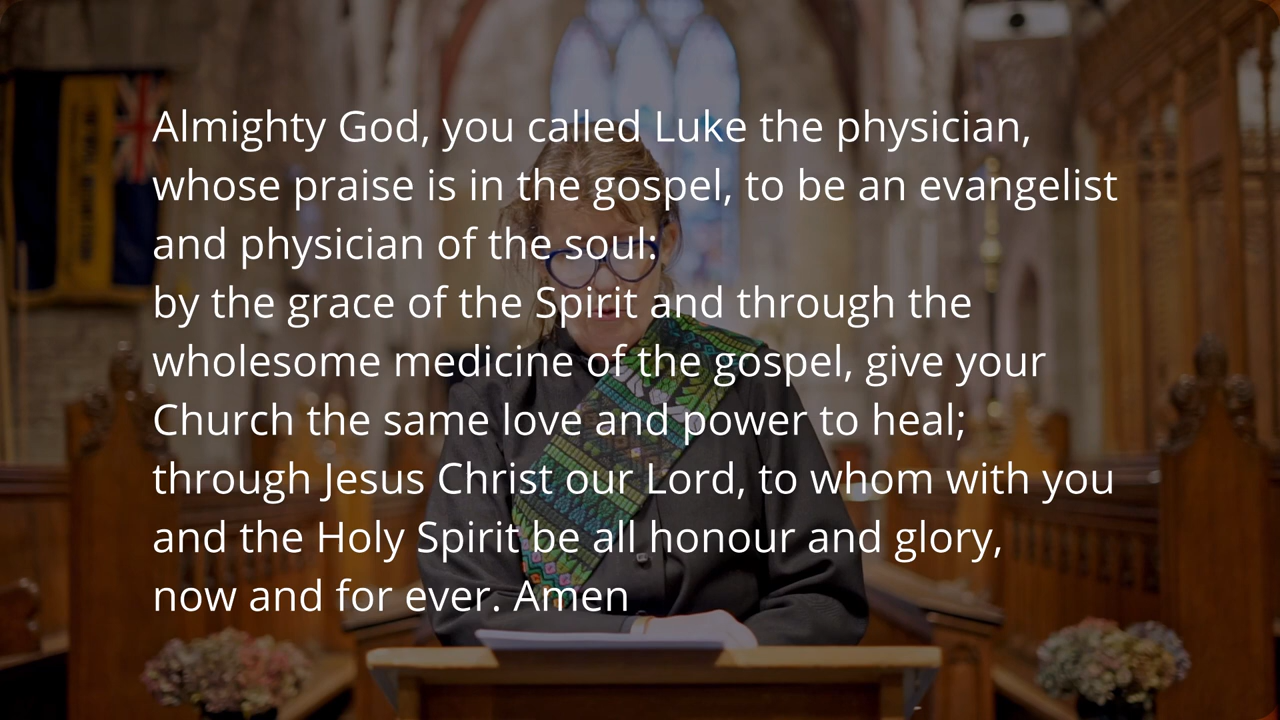 Almighty God, you called Luke the physician,
whose praise is in the gospel, to be an evangelist
and physician of the soul:
by the grace of the Spirit and through the
wholesome medicine of the gospel, give your
Church the same love and power to heal;
through Jesus Christ our Lord, to whom with you
and the Holy Spirit be all honour and glory,
now and for ever. Amen